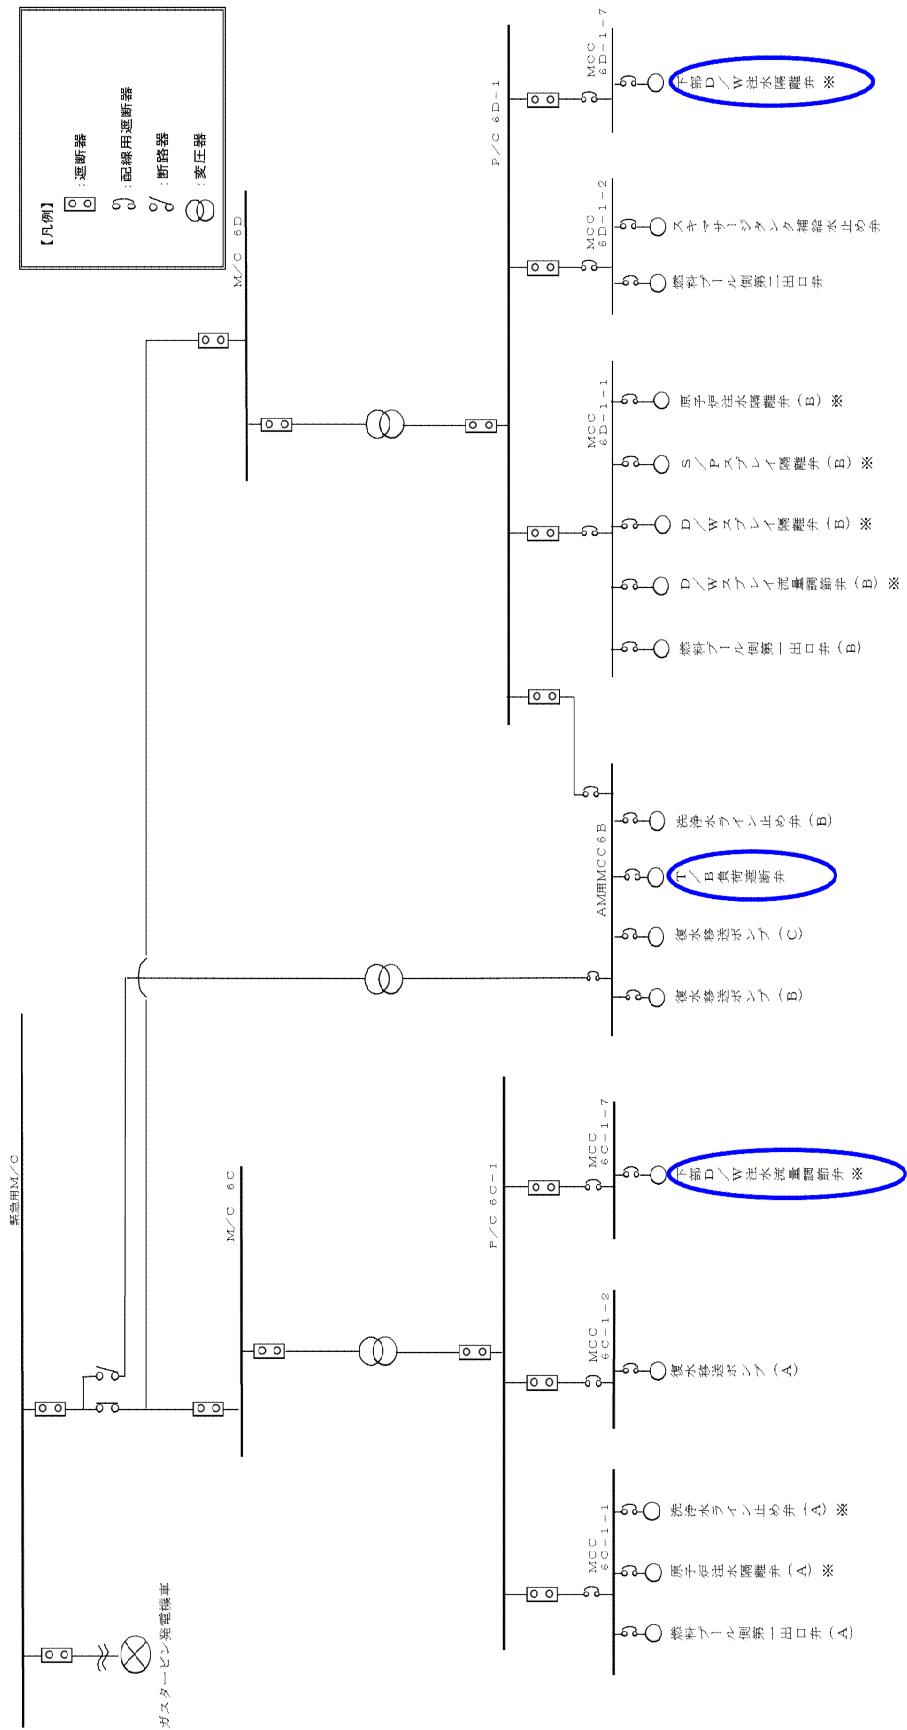 【凡例】
：遮断器
：配線用遮断器
：断路器
：変圧器
緊急用M/C
ガスタービン発電機車
M/C 6C
M/C 6D
P/C 6C-1
P/C 6D-1
MCC
6C-1-1
燃料プール側第一出口弁(A)
原子炉注水隔離弁(A)※
洗浄水ライン止め弁(A)※
MCC
6C-1-2
復水移送ポンプ(A)
MCC
6C-1-7
下部D/W注水流量調節弁※
AM用MCC6B
復水移送ポンプ(B)
復水移送ポンプ(C)
T/B負荷遮断弁
洗浄水ライン止め弁(B)
MCC
6D-1-1
燃料プール側第一出口弁(B)
D/Wスプレイ流量調節弁(B)※
D/Wスプレイ隔離弁(B)※
S/Pスプレイ隔離弁(B)※
原子炉注水隔離弁(B)※
MCC
6D-1-2
燃料プール側第二出口弁
スキマサージタンク補給水止め弁
MCC
6D-1-7
下部D/W注水隔離弁※